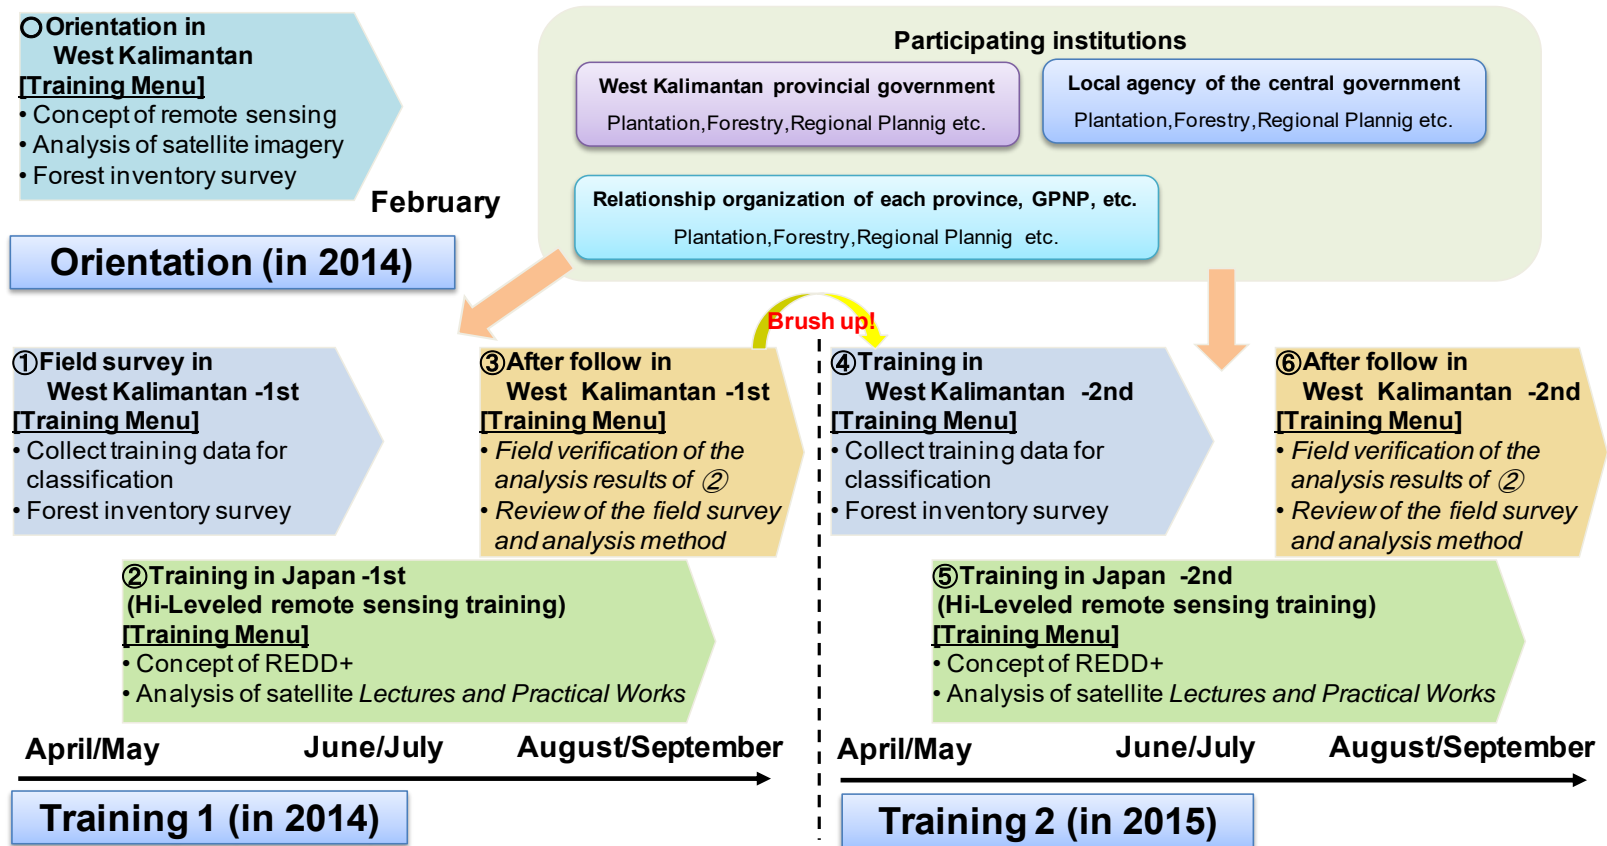 ○Orientation in
West Kalimantan
[Training Menu]
• Concept of remote sensing
• Analysis of satellite imagery
• Forest inventory survey
February
Orientation (in 2014)
Participating institutions
West Kalimantan provincial government
Plantation,Forestry,Regional Plannig etc.
Local agency of the central government
Plantation,Forestry,Regional Plannig etc.
Relationship organization of each province, GPNP, etc.
Plantation,Forestry,Regional Plannig etc.
Brush up!
①Field survey in
West Kalimantan -1st
[Training Menu]
• Collect training data for
classification
• Forest inventory survey
③After follow in
West Kalimantan -1st
[Training Menu]
• Field verification of the
analysis results of ②
• Review of the field survey
and analysis method
②Training in Japan -1st
(Hi-Leveled remote sensing training)
[Training Menu]
• Concept of REDD+
• Analysis of satellite Lectures and Practical Works
April/May
June/July
August/September
Training 1 (in 2014)
④Training in
West Kalimantan -2nd
[Training Menu]
• Collect training data for
classification
• Forest inventory survey
⑥After follow in
West Kalimantan -2nd
[Training Menu]
• Field verification of the
analysis results of ②
• Review of the field survey
and analysis method
⑤Training in Japan -2nd
(Hi-Leveled remote sensing training)
[Training Menu]
• Concept of REDD+
• Analysis of satellite Lectures and Practical Works
April/May
June/July
August/September
Training 2 (in 2015)